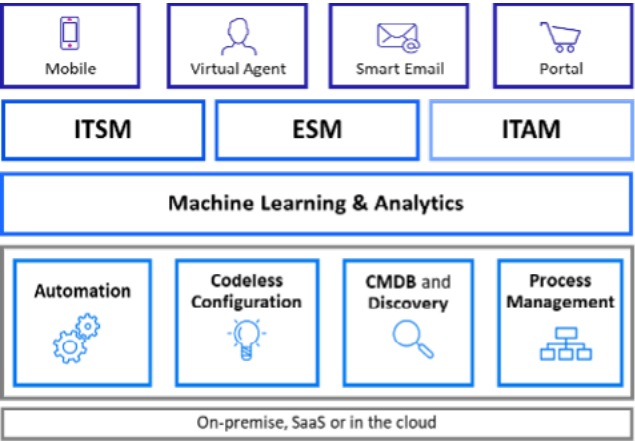 Mobile
Virtual Agent
Smart Email
Portal
ITSM
ESM
ITAM
Machine Learning & Analytics
Automation
Codeless
Configuration
CMDB and
Discovery
Process
Management
On-premise, SaaS or in the cloud